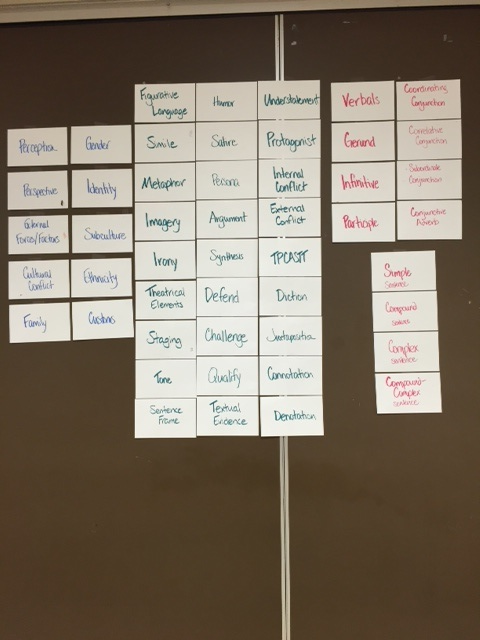 Perception
Gender
Perspective
Identity
External
Forces/Factors
Subculture
Cultural
Conflict
Ethnicity
Family
Customs
Figurative
Language
Humor
Understatement
Simile
Satire
Protagonist
Metaphor
Persona
Internal
Conflict
Imagery
Argument
External
Conflict
Irony
Synthesis
TPCASTT
Theatrical
Elements
Defend
Diction
Staging
Challenge
Juxtaposition
Tone
Qualify
Connotation
Sentence
Frame
Textual
Evidence
Denotation
Verbals
Coordinating
Conjunction
Gerund
Correlative
Conjunction
Infinitive
Subordinate
Conjunction
Participle
Conjunctive
Adverb
Simple
sentence
Compound
sentence
Complex
sentence
Compound-
Complex
sentence